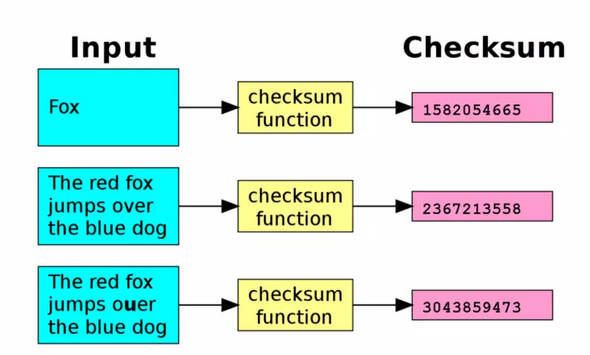 Input
Checksum
Fox
checksum
function
1582054665
The red fox
jumps over
the blue dog
checksum
function
2367213558
The red fox
jumps ouer
the blue dog
checksum
function
3043859473